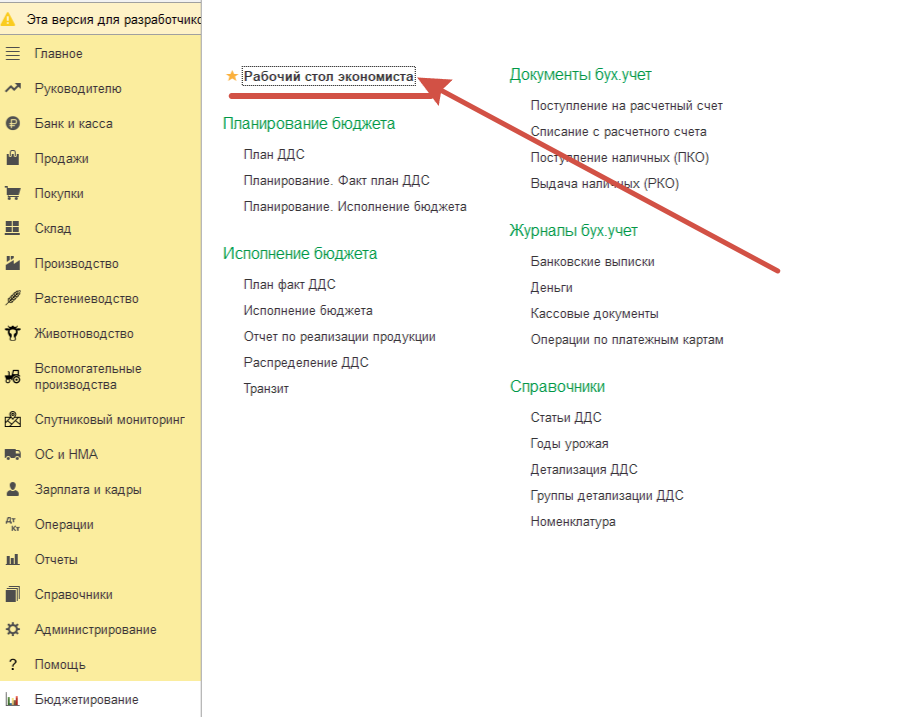 Эта версия для разработчико
Главное
Руководителю
Банк и касса
Продажи
Покупки
Склад
Производство
Растениеводство
Животноводство
Вспомогательные
производства
Спутниковый мониторинг
ОС и НМА
Зарплата и кадры
Дт
Кт
Операции
Отчеты
Справочники
Администрирование
? Помощь
Бюджетирование
Рабочий стол экономиста
Планирование бюджета
План ДДС
Планирование. Факт план ДДС
Планирование. Исполнение бюджета
Исполнение бюджета
План факт ДДС
Исполнение бюджета
Отчет по реализации продукции
Распределение ДДС
Транзит
Документы бух.учет
Поступление на расчетный счет
Списание с расчетного счета
Поступление наличных (ПКО)
Выдача наличных (РКО)
Журналы бух.учет
Банковские выписки
Деньги
Кассовые документы
Операции по платежным картам
Справочники
Статьи ДДС
Годы урожая
Детализация ДДС
Группы детализации ДДС
Номенклатура